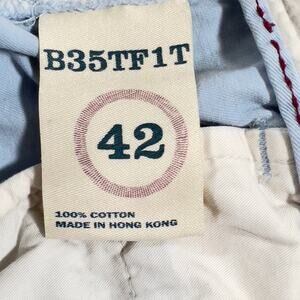 B35TF1T
42
100% COTTON
MADE IN HONG KONG